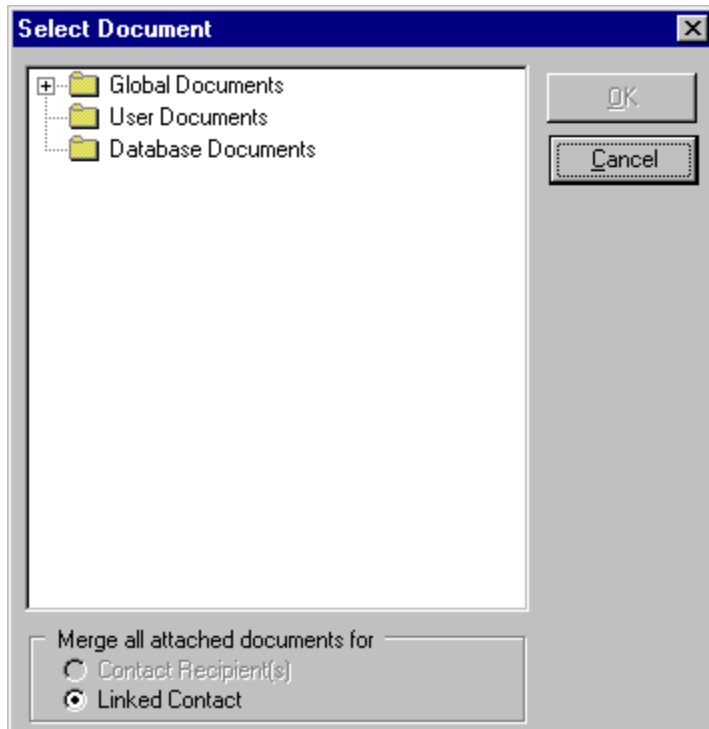 Select Document
Global Documents
OK
User Documents
Database Documents
Cancel
Merge all attached documents for
Contact Recipient(s)
Linked Contact